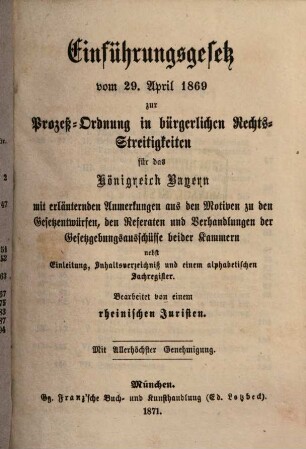 Einführungsgesetz
vom 29. April 1869
zur
Prozeß-Ordnung in bürgerlichen Rechts-
Streitigkeiten
für das
Königreich Bayern
mit erläuternden Anmerkungen aus den Motiven zu den
Gesetzentwürfen, den Referaten und Verhandlungen der
Gesetzgebungsausschüsse beider Kammern
nebst
Einleitung, Inhaltsverzeichniß und einem alphabetischen
Sachregister.
Bearbeitet von einem
rheinischen Juristen.
Mit Allerhöchster Genehmigung.
München.
Gg. Franz'sche Buch- und Kunsthandlung (Ed. Lotzbeck).
1871.